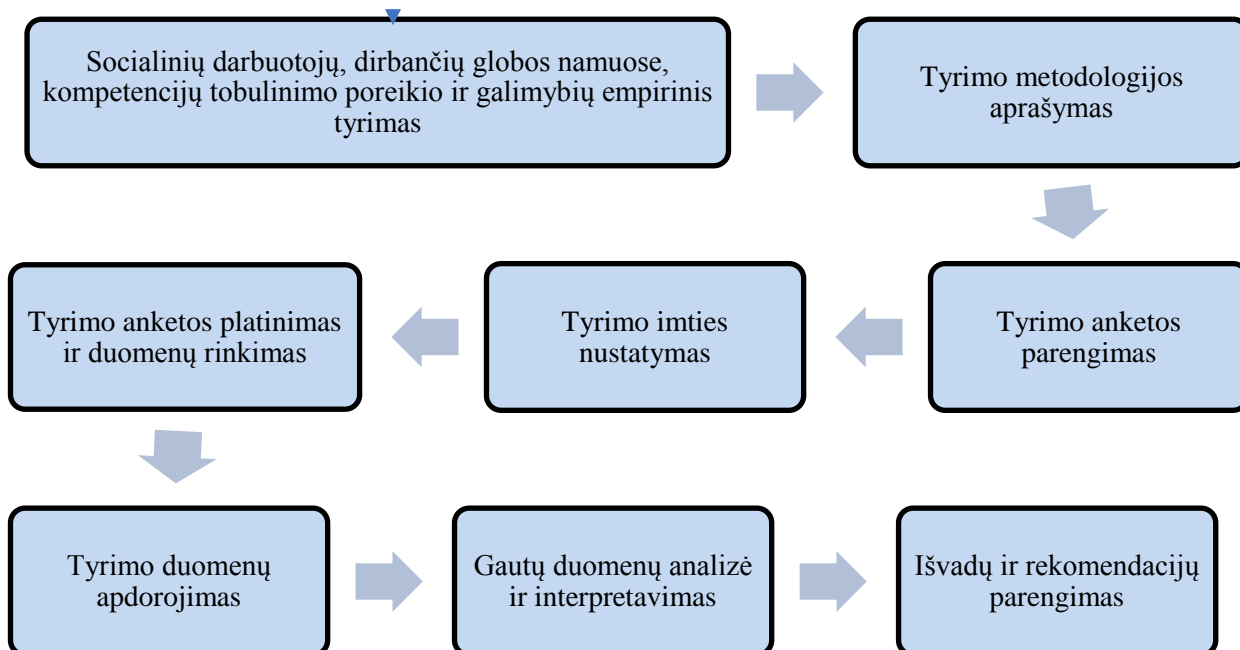 Socialinių darbuotojų, dirbančių globos namuose,
kompetencijų tobulinimo poreikio ir galimybių empirinis
tyrimas
Tyrimo metodologijos
aprašymas
Tyrimo anketos
parengimas
Tyrimo imties
nustatymas
Tyrimo anketos platinimas
ir duomenų rinkimas
Tyrimo duomenų
apdorojimas
Gautų duomenų analizė
ir interpretavimas
Išvadų ir rekomendacijų
parengimas